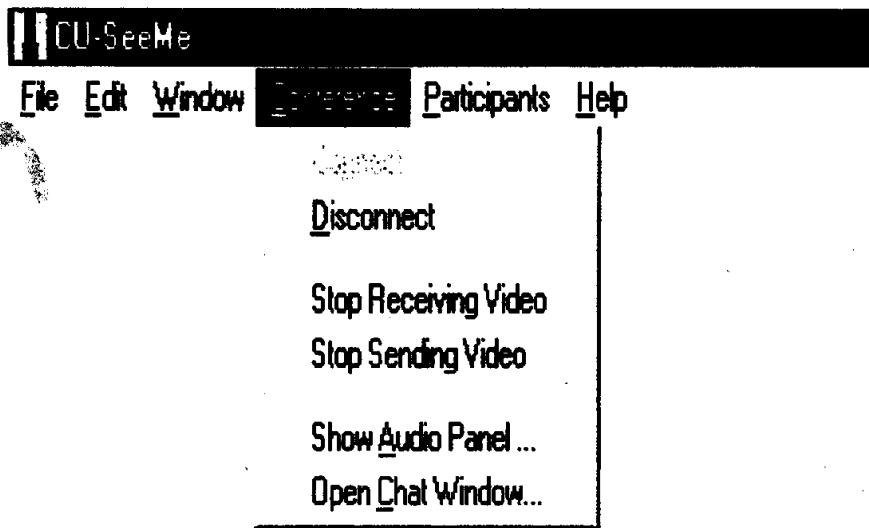 CU-SeeMe
File Edit Window Conference Participants Help
Disconnect
Stop Receiving Video
Stop Sending Video
Show Audio Panel ...
Open Chat Window...